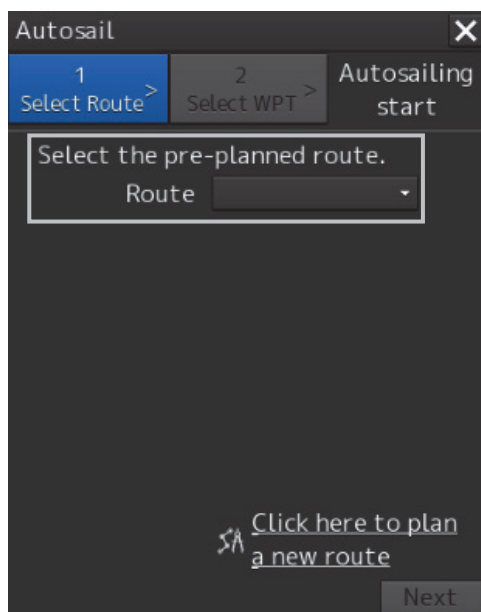 Autosail
1
Select Route >
2
Select WPT >
Autosailing
start
Select the pre-planned route.
Route
Click here to plan
a new route
Next